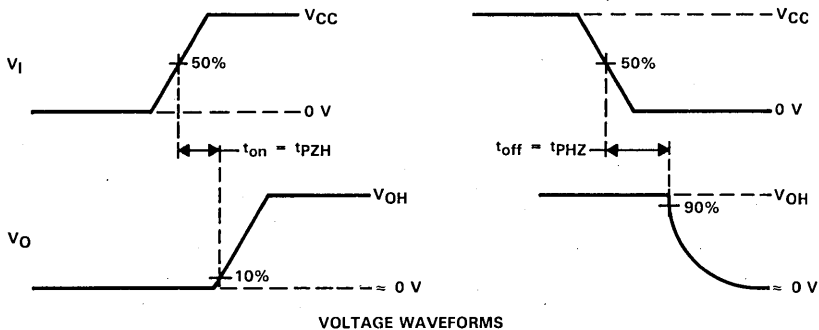 VCC
VI
50%
0 V
ton = tPZH
VOH
VO
10%
≈ 0 V
VCC
50%
0 V
toff = tPHZ
VOH
90%
≈ 0 V
VOLTAGE WAVEFORMS